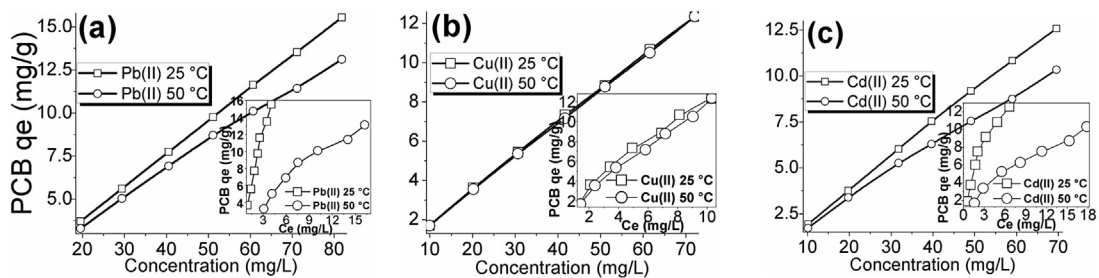 (a)
PCB qe (mg/g)
15.0
12.5
10.0
7.5
5.0
Pb(II) 25 °C
Pb(II) 50 °C
PCB qe (mg/g)
16
14
12
10
8
6
4
Pb(II) 25 °C
Pb(II) 50 °C
3 6 9 12 15
Ce (mg/L)
20 30 40 50 60 70 80
Concentration (mg/L)
(b)
12
10
8
6
4
2
Cu(II) 25 °C
Cu(II) 50 °C
PCB qe (mg/g)
12
10
8
6
4
2
Cu(II) 25 °C
Cu(II) 50 °C
2 4 6 8 10
Ce (mg/L)
10 20 30 40 50 60 70
Concentration (mg/L)
(c)
12.5
10.0
7.5
5.0
2.5
Cd(II) 25 °C
Cd(II) 50 °C
PCB qe (mg/g)
12
10
8
6
4
2
Cd(II) 25 °C
Cd(II) 50 °C
0 3 6 9 12 15 18
Ce (mg/L)
10 20 30 40 50 60 70
Concentration (mg/L)